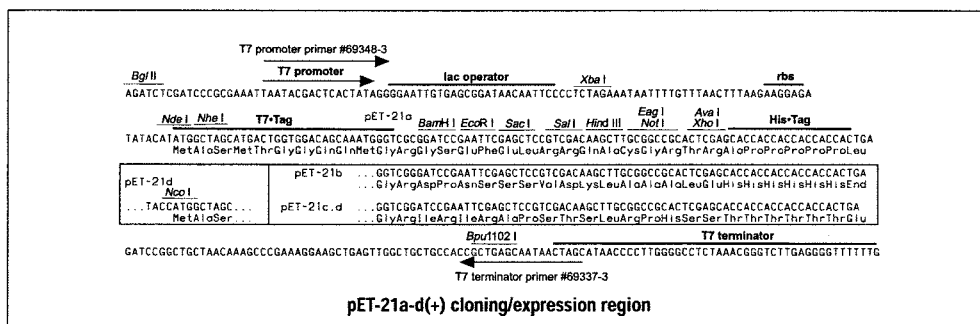 T7 promoter primer #69348-3
Bgl II T7 promoter lac operator Xba I rbs
AGATCTCGATCCCGCGAAATTAATACGACTCACTATAGGGGAATTGTGAGCGGATAACAATTCCCCTCTAGAAATAATTTTGTTTAACTTTAAGAAGGAGA
Nde I Nhe I T7•Tag pET-21a BamH I EcoR I Sac I Sal I Hind III Eag I Not I Ava I Xho I His•Tag
TATACATATGGCTAGCATGACTGGTGGACAGCAAATGGGTCGCGGATCCGAATTCGAGCTCCGTCGACAAGCTTGCGGCCGCACTCGAGCACCACCACCACCACCACTGA
MetAlaSerMetThrGlyGlyGlnGlnMetGlyArgGlySerGluPheGluLeuArgArgGlnAlaCysGlyArgThrArgAlaProProProProProLeu
pET-21d pET-21b ...GGTCGGGATCCGAATTCGAGCTCCGTCGACAAGCTTGCGGCCGCACTCGAGCACCACCACCACCACCACTGA
GlyArgAspProAsnSerSerSerValAspLysLeuAlaAlaAlaLeuGluHisHisHisHisHisHisEnd
Nco I
...TACCATGGCTAGC... pET-21c.d ...GGTCGGATCCGAATTCGAGCTCCGTCGACAAGCTTGCGGCCGCACTCGAGCACCACCACCACCACCACTGA
MetAlaSer... GlyArgIleArgIleArgAlaProSerThrSerLeuArgProHisSerSerThrThrThrThrThrThrGlu
Bpu1102 I T7 terminator
GATCCGGCTGCTAACAAAGCCCGAAAGGAAGCTGAGTTGGCTGCTGCCACCGCTGAGCAATAACTAGCATAACCCCTTGGGGCCTCTAAACGGGTCTTGAGGGGTTTTTTG
T7 terminator primer #69337-3
pET-21a-d(+) cloning/expression region